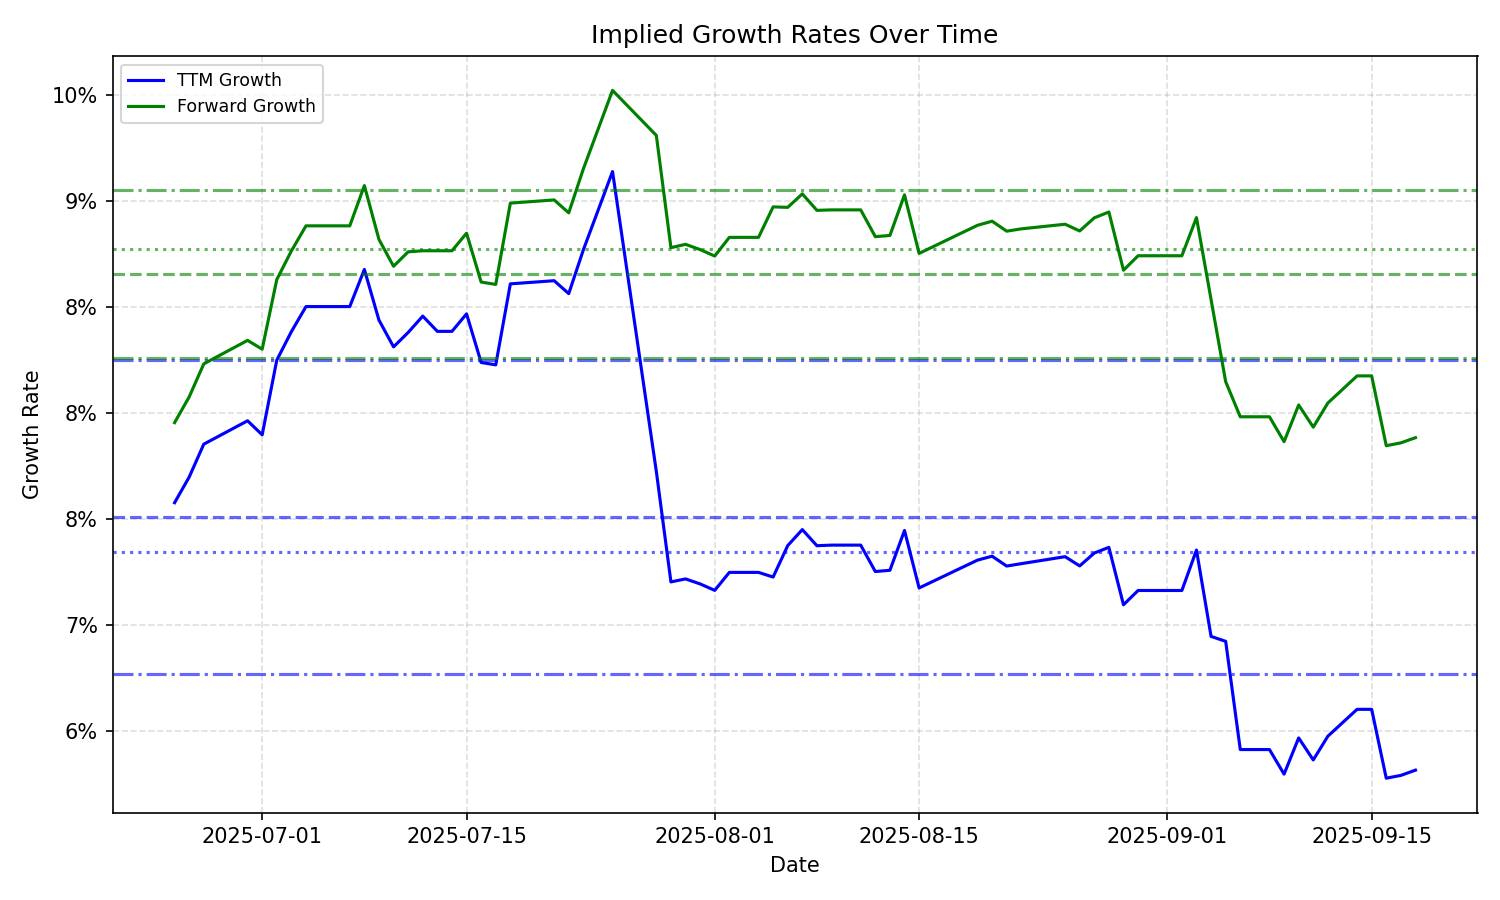 Implied Growth Rates Over Time
TTM Growth
Forward Growth
10%
9%
8%
8%
8%
7%
6%
Growth Rate
2025-07-01
2025-07-15
2025-08-01
2025-08-15
2025-09-01
2025-09-15
Date